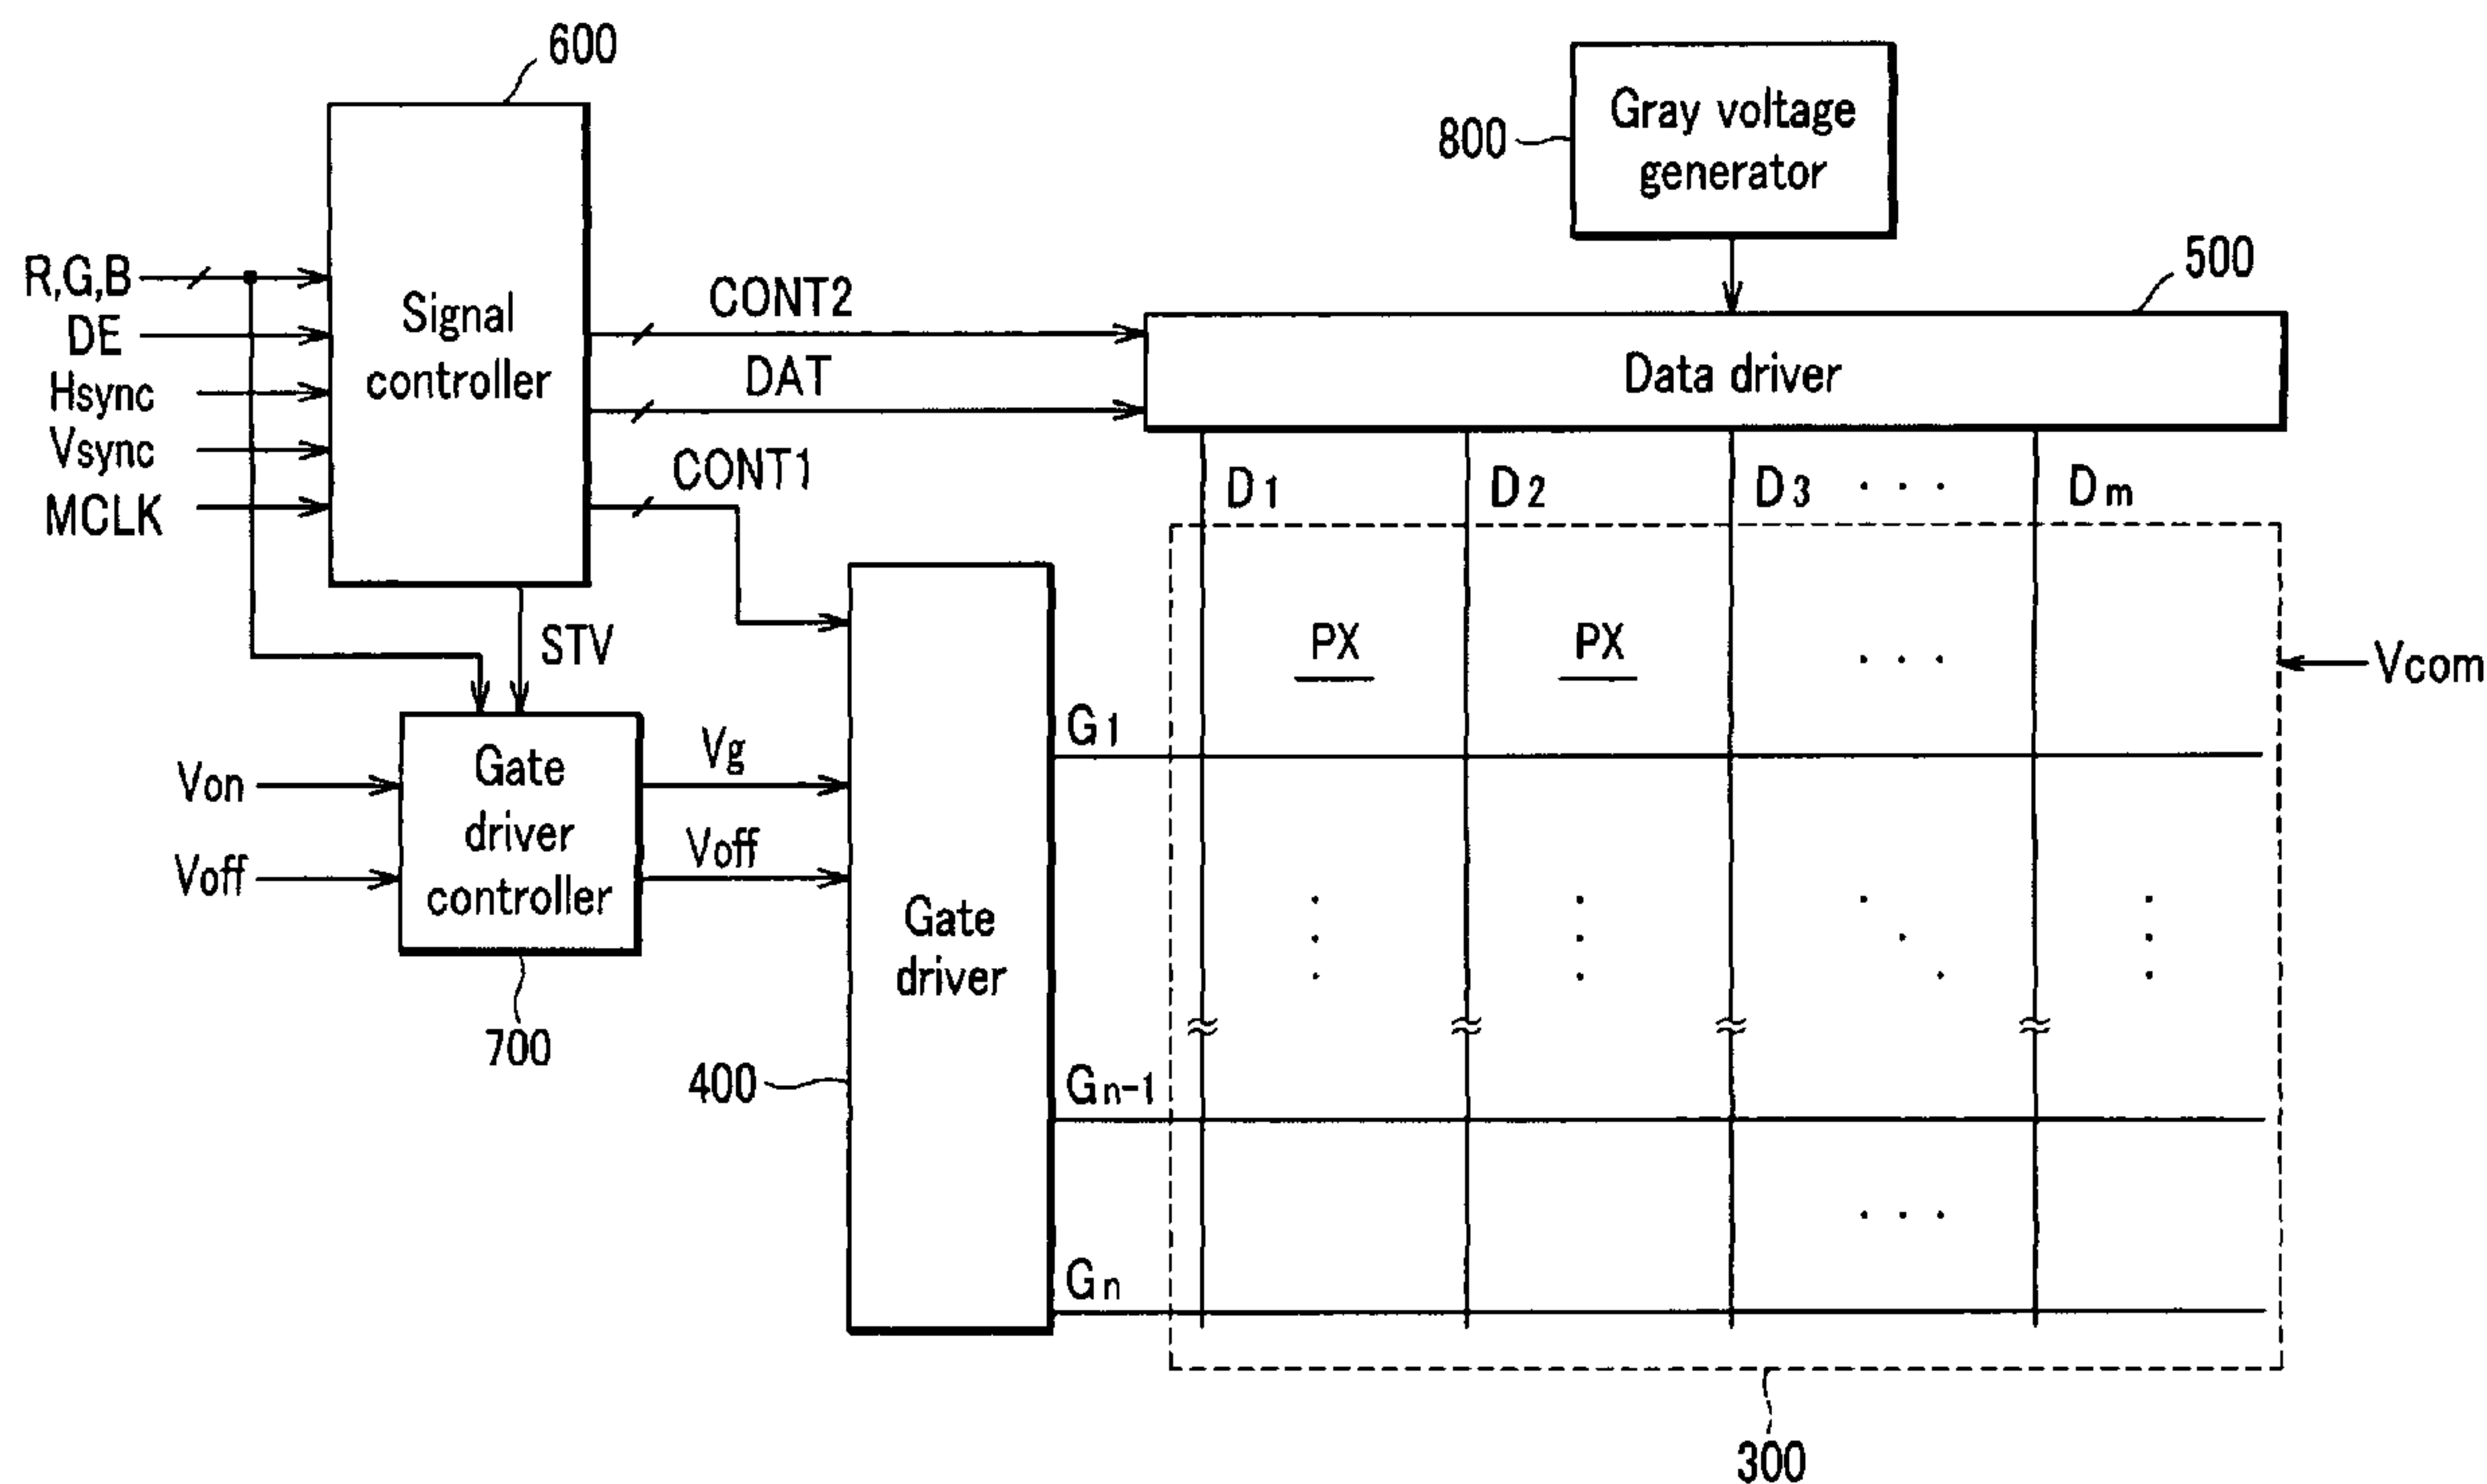 600
800
Gray voltage
generator
500
R,G,B
DE
Hsync
Vsync
MCLK
Signal
controller
CONT2
DAT
CONT1
Data driver
D1
D2
D3
. . .
Dm
STV
PX
PX
. . .
Vcom
Von
Voff
Gate
driver
controller
700
Vg
Voff
Gate
driver
400
G1
Gn-1
Gn
. . .
300